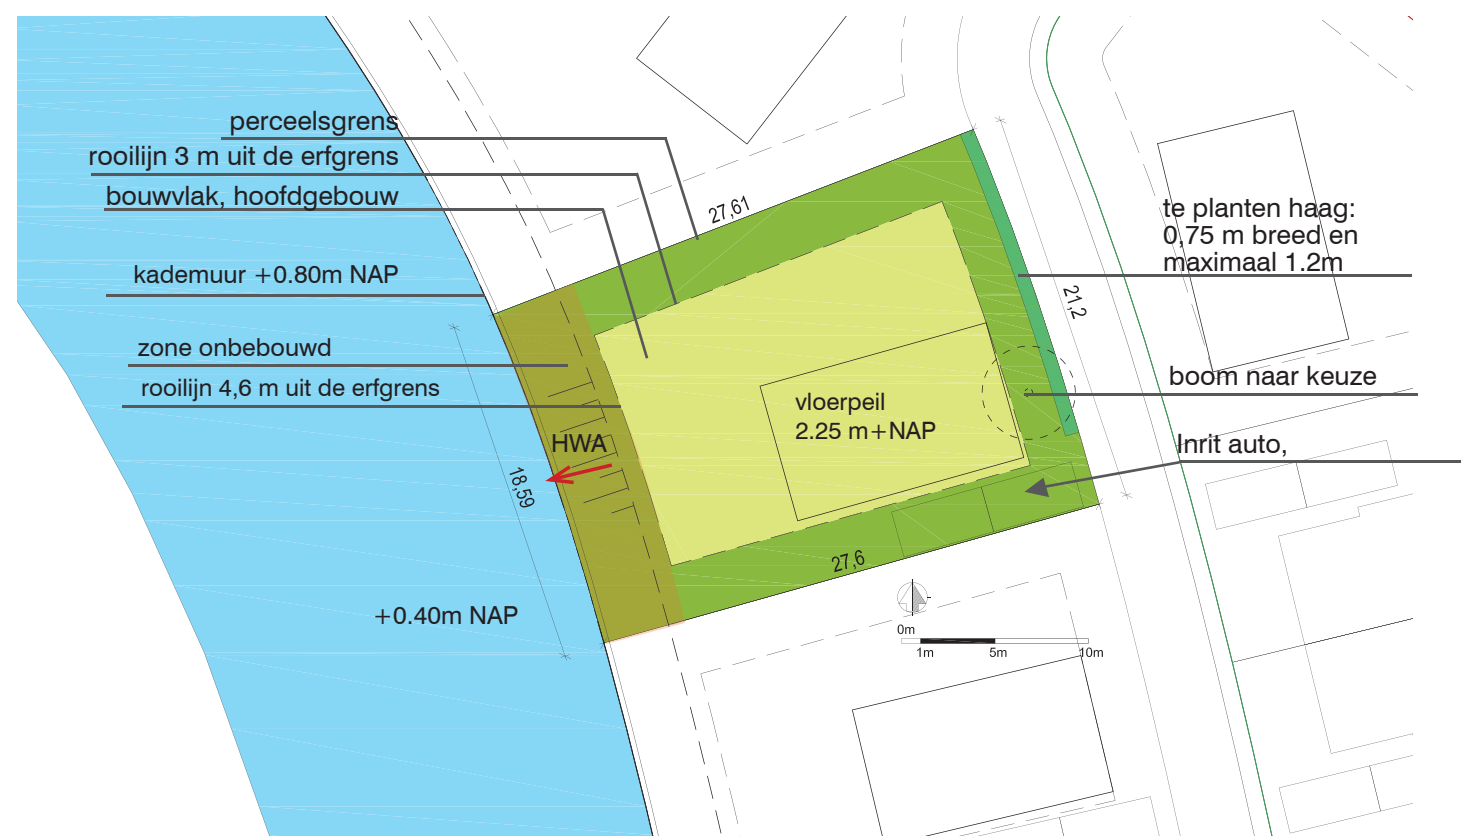 perceelsgrens
rooilijn 3 m uit de erfgrens
bouwvlak, hoofdgebouw
kademuur +0.80m NAP
zone onbebouwd
rooilijn 4,6 m uit de erfgrens
HWA
18,59
+0.40m NAP
27,61
vloerpeil
2.25 m+NAP
27,6
21,2
te planten haag:
0,75 m breed en
maximaal 1.2m
boom naar keuze
Inrit auto,
0m
1m 5m 10m